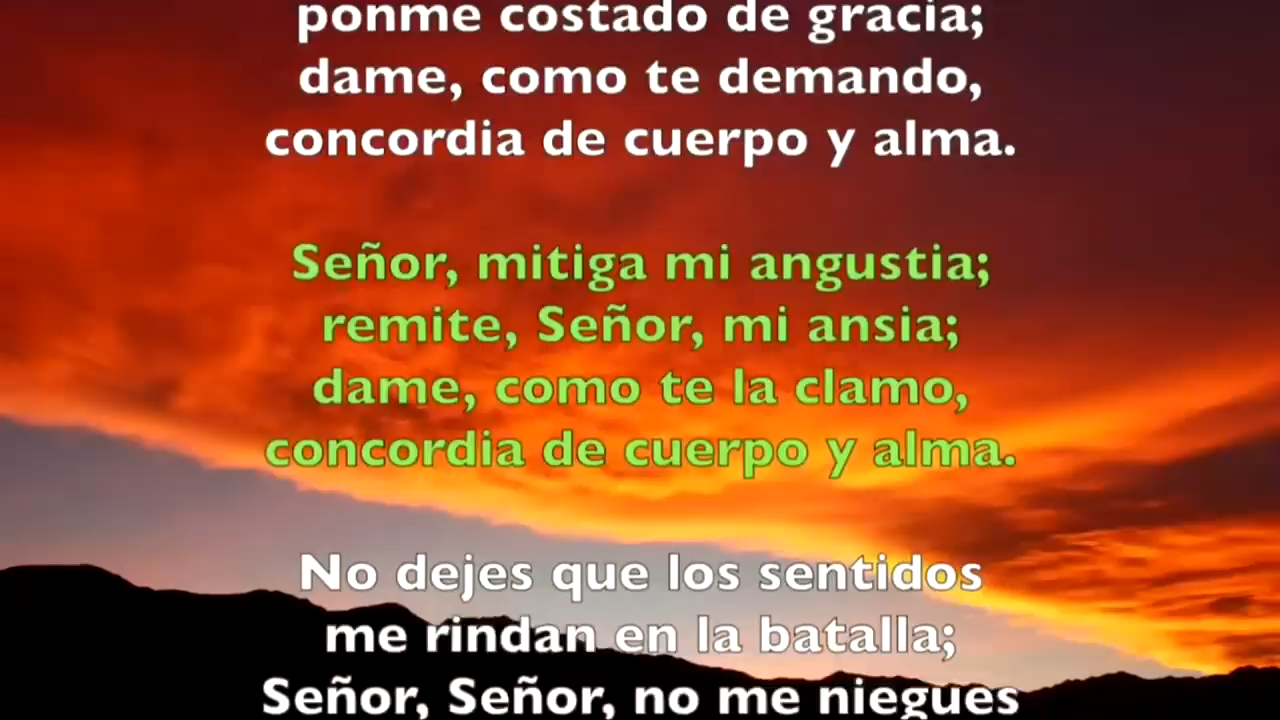 ponme costado de gracia;
dame, como te demando,
concordia de cuerpo y alma.
Señor, mitiga mi angustia;
remite, Señor, mi ansia;
dame, como te la clamo,
concordia de cuerpo y alma.
No dejes que los sentidos
me rindan en la batalla;
Señor, Señor, no me niegues